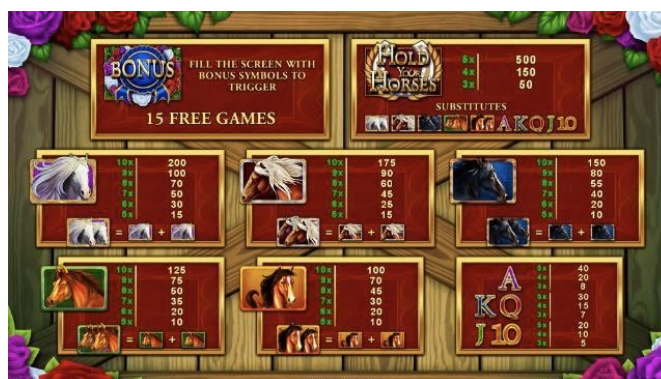 BONUS
FILL THE SCREEN WITH
BONUS SYMBOLS TO
TRIGGER
15 FREE GAMES
HOLD
YOUR
HORSES
5x 500
4x 150
3x 50
SUBSTITUTES
A K Q J 10
10x 200
9x 100
8x 70
7x 50
6x 30
5x 15
= +
10x 175
9x 90
8x 60
7x 45
6x 25
5x 15
= +
10x 150
9x 80
8x 55
7x 40
6x 20
5x 10
= +
10x 125
9x 75
8x 50
7x 35
6x 20
5x 10
= +
10x 100
9x 70
8x 45
7x 30
6x 20
5x 10
= +
A
5x 40
4x 20
3x 8
K Q
5x 30
4x 15
3x 7
J 10
5x 20
4x 10
3x 5